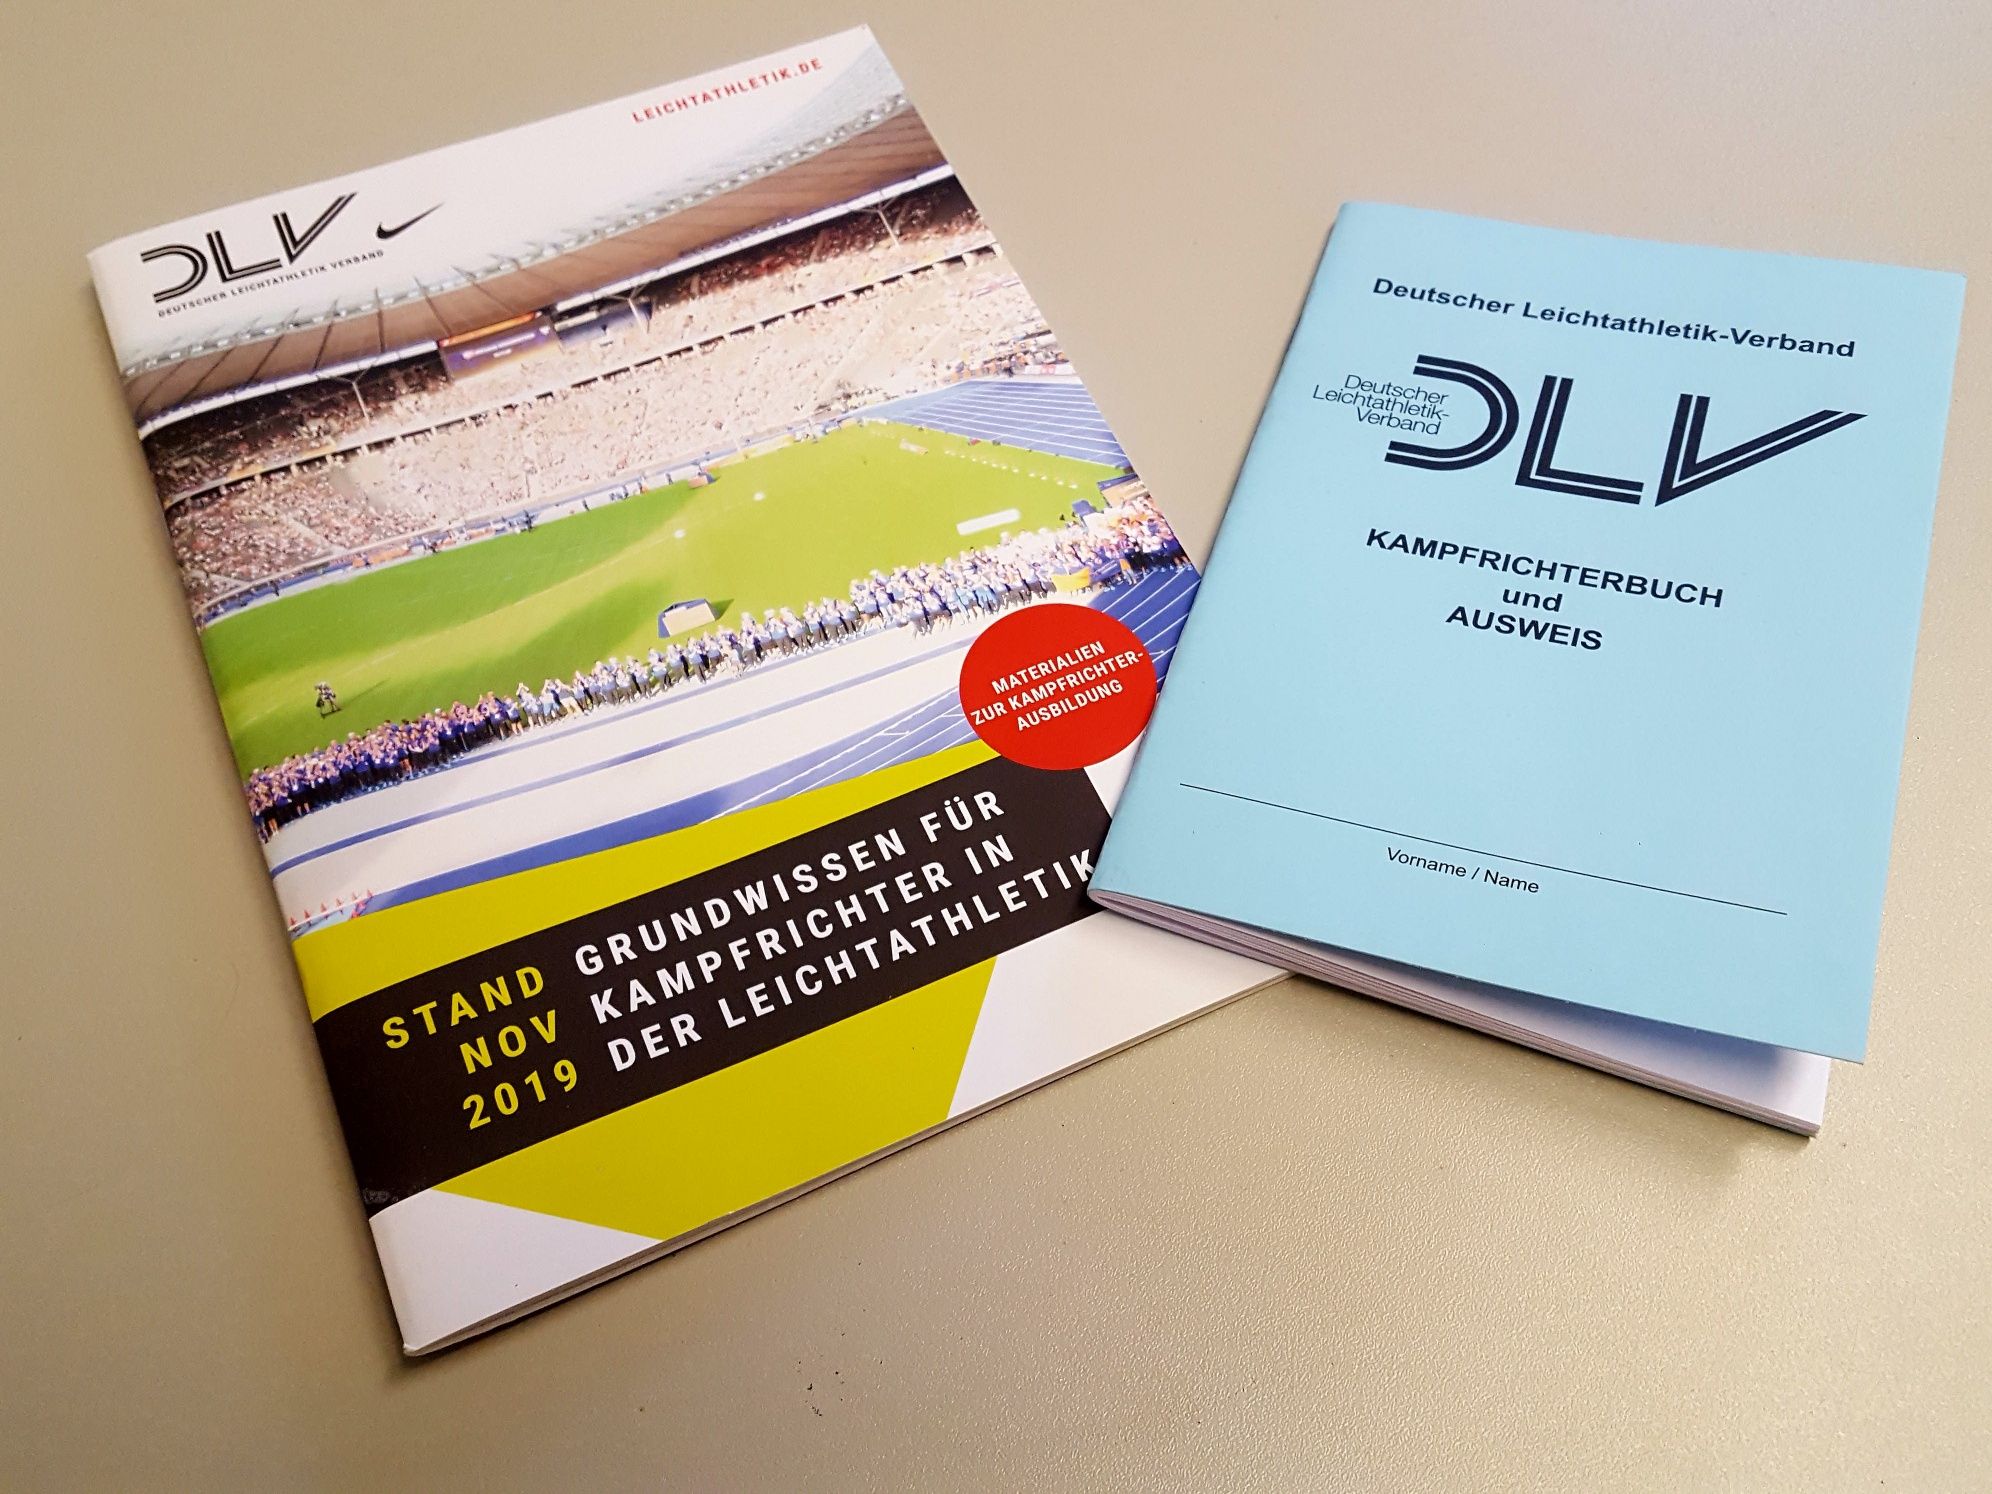 LEICHTATHLETIK.DE
DLV
DEUTSCHER LEICHTATHLETIK VERBAND
MATERIALIEN
ZUR KAMPFRICHTER-
AUSBILDUNG
STAND
NOV
2019
GRUNDWISSEN FÜR
KAMPFRICHTER IN
DER LEICHTATHLETIK
Deutscher Leichtathletik-Verband
Deutscher
Leichtathletik-
Verband
DLV
KAMPFRICHTERBUCH
und
AUSWEIS
Vorname / Name